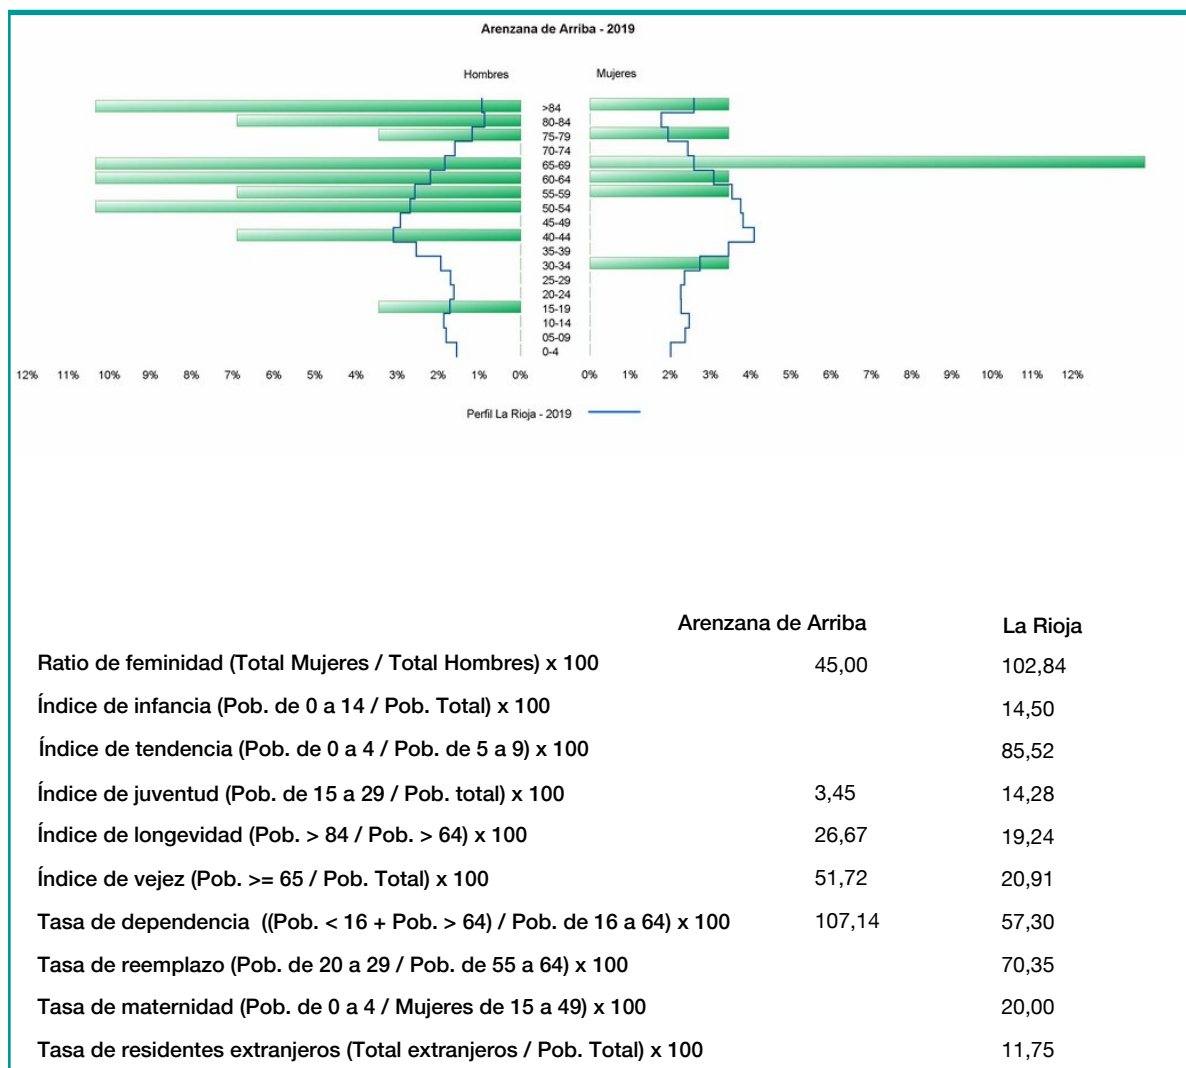 Arenzana de Arriba - 2019
Hombres Mujeres
>84
80-84
75-79
70-74
65-69
60-64
55-59
50-54
45-49
40-44
35-39
30-34
25-29
20-24
15-19
10-14
05-09
0-4
12% 11% 10% 9% 8% 7% 6% 5% 4% 3% 2% 1% 0% 0% 1% 2% 3% 4% 5% 6% 7% 8% 9% 10% 11% 12%
Perfil La Rioja - 2019
Arenzana de Arriba La Rioja
Ratio de feminidad (Total Mujeres / Total Hombres) x 100 45,00 102,84
Índice de infancia (Pob. de 0 a 14 / Pob. Total) x 100 14,50
Índice de tendencia (Pob. de 0 a 4 / Pob. de 5 a 9) x 100 85,52
Índice de juventud (Pob. de 15 a 29 / Pob. total) x 100 3,45 14,28
Índice de longevidad (Pob. > 84 / Pob. > 64) x 100 26,67 19,24
Índice de vejez (Pob. >= 65 / Pob. Total) x 100 51,72 20,91
Tasa de dependencia ((Pob. < 16 + Pob. > 64) / Pob. de 16 a 64) x 100 107,14 57,30
Tasa de reemplazo (Pob. de 20 a 29 / Pob. de 55 a 64) x 100 70,35
Tasa de maternidad (Pob. de 0 a 4 / Mujeres de 15 a 49) x 100 20,00
Tasa de residentes extranjeros (Total extranjeros / Pob. Total) x 100 11,75